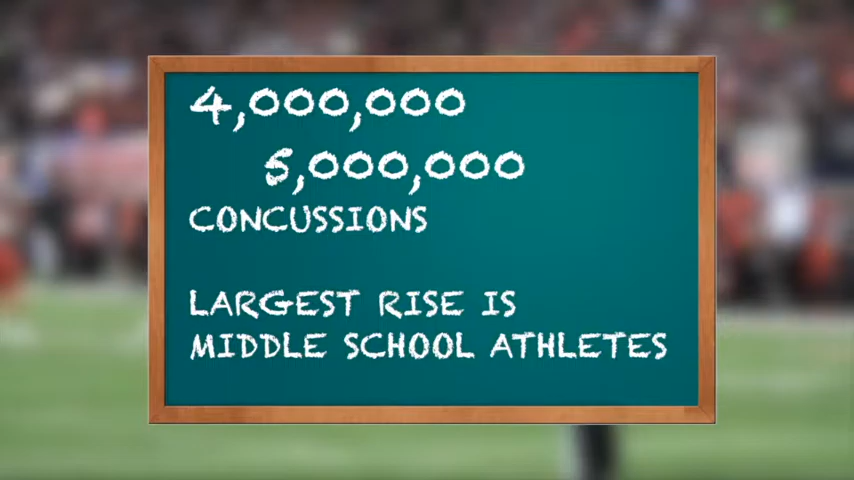 4,000,000
5,000,000
CONCUSSIONS
LARGEST RISE IS
MIDDLE SCHOOL ATHLETES